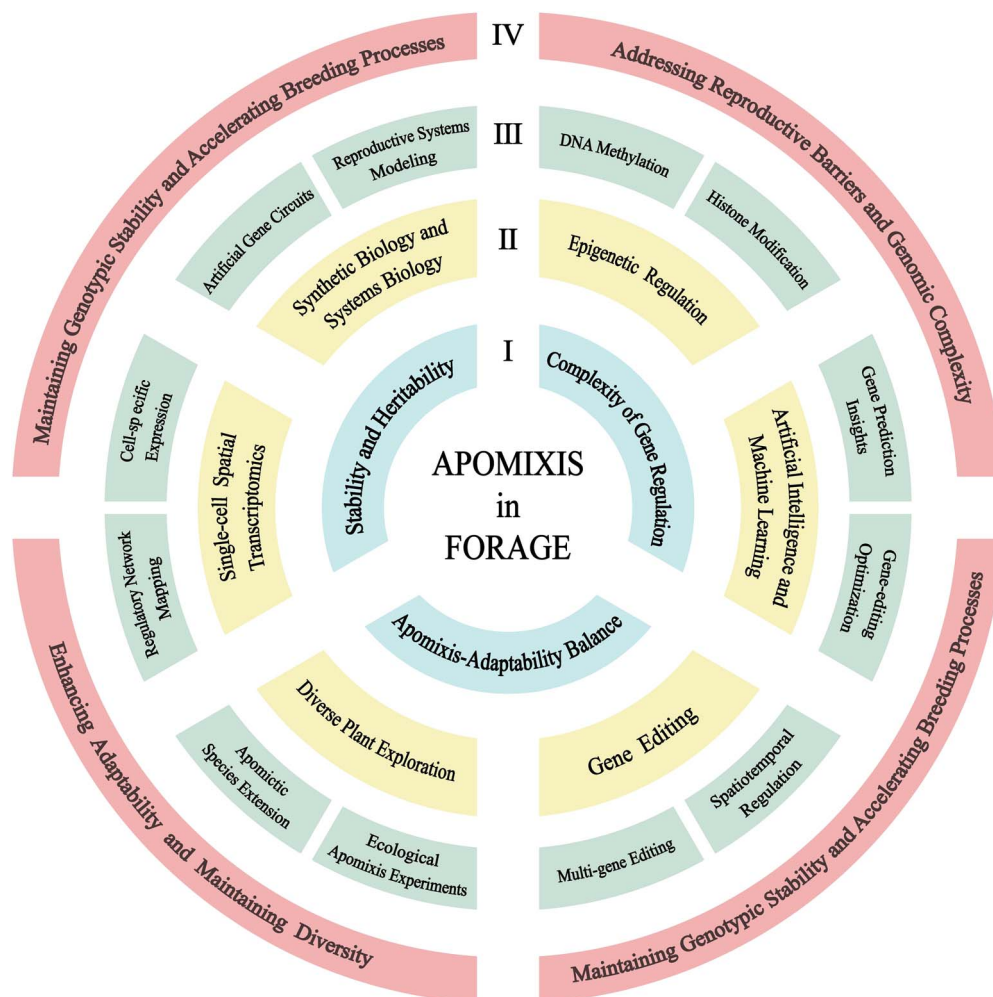 IV
Maintaining Genotypic Stability and Accelerating Breeding Processes
Addressing Reproductive Barriers and Genomic Complexity
III
Reproductive Systems
Modeling
DNA Methylation
Artificial Gene Circuits
Histone Modification
II
Synthetic Biology and
Systems Biology
Epigenetic Regulation
I
Stability and Heritability
Complexity of Gene Regulation
Cell-sp ecific
Expression
Gene Prediction
Insights
Single-cell Spatial
Transcriptomics
Artificial Intelligence and
Machine Learning
APOMIXIS
in
FORAGE
Regulatory Network
Mapping
Gene-editing
Optimization
Apomixis-Adaptability Balance
Diverse Plant Exploration
Gene Editing
Apomictic
Species Extension
Spatiotemporal
Regulation
Ecological
Apomixis Experiments
Multi-gene Editing
Enhancing Adaptability and Maintaining Diversity
Maintaining Genotypic Stability and Accelerating Breeding Processes